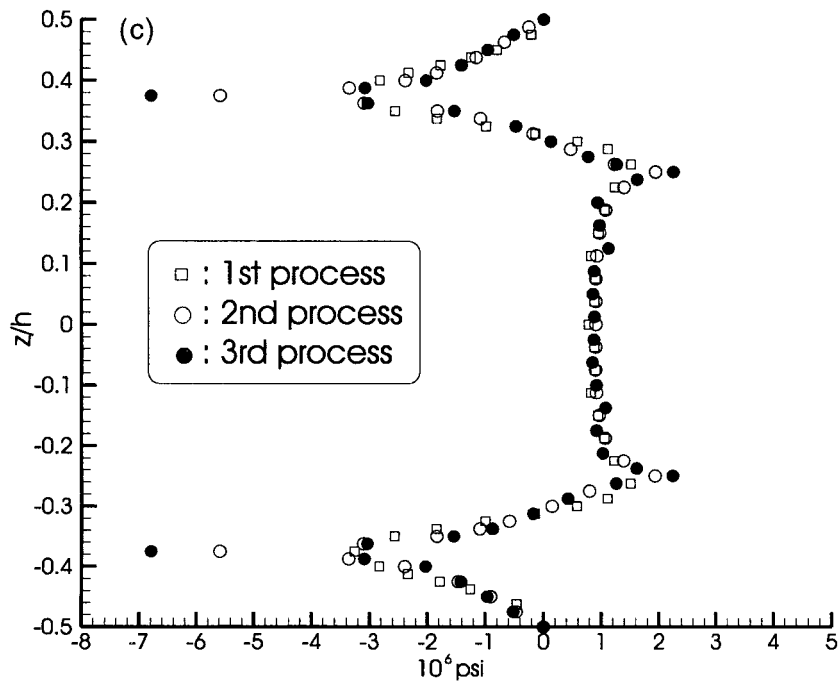 (c)
0.5
0.4
0.3
0.2
0.1
0
-0.1
-0.2
-0.3
-0.4
-0.5
z/h
□ : 1st process
○ : 2nd process
● : 3rd process
-8 -7 -6 -5 -4 -3 -2 -1 0 1 2 3 4 5
10^6 psi